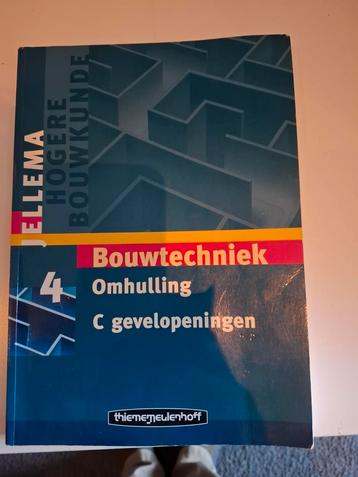 JELLEMA
HOGERE
BOUWKUNDE
Bouwtechniek
4
Omhulling
C gevelopeningen
thiememeulenhoff